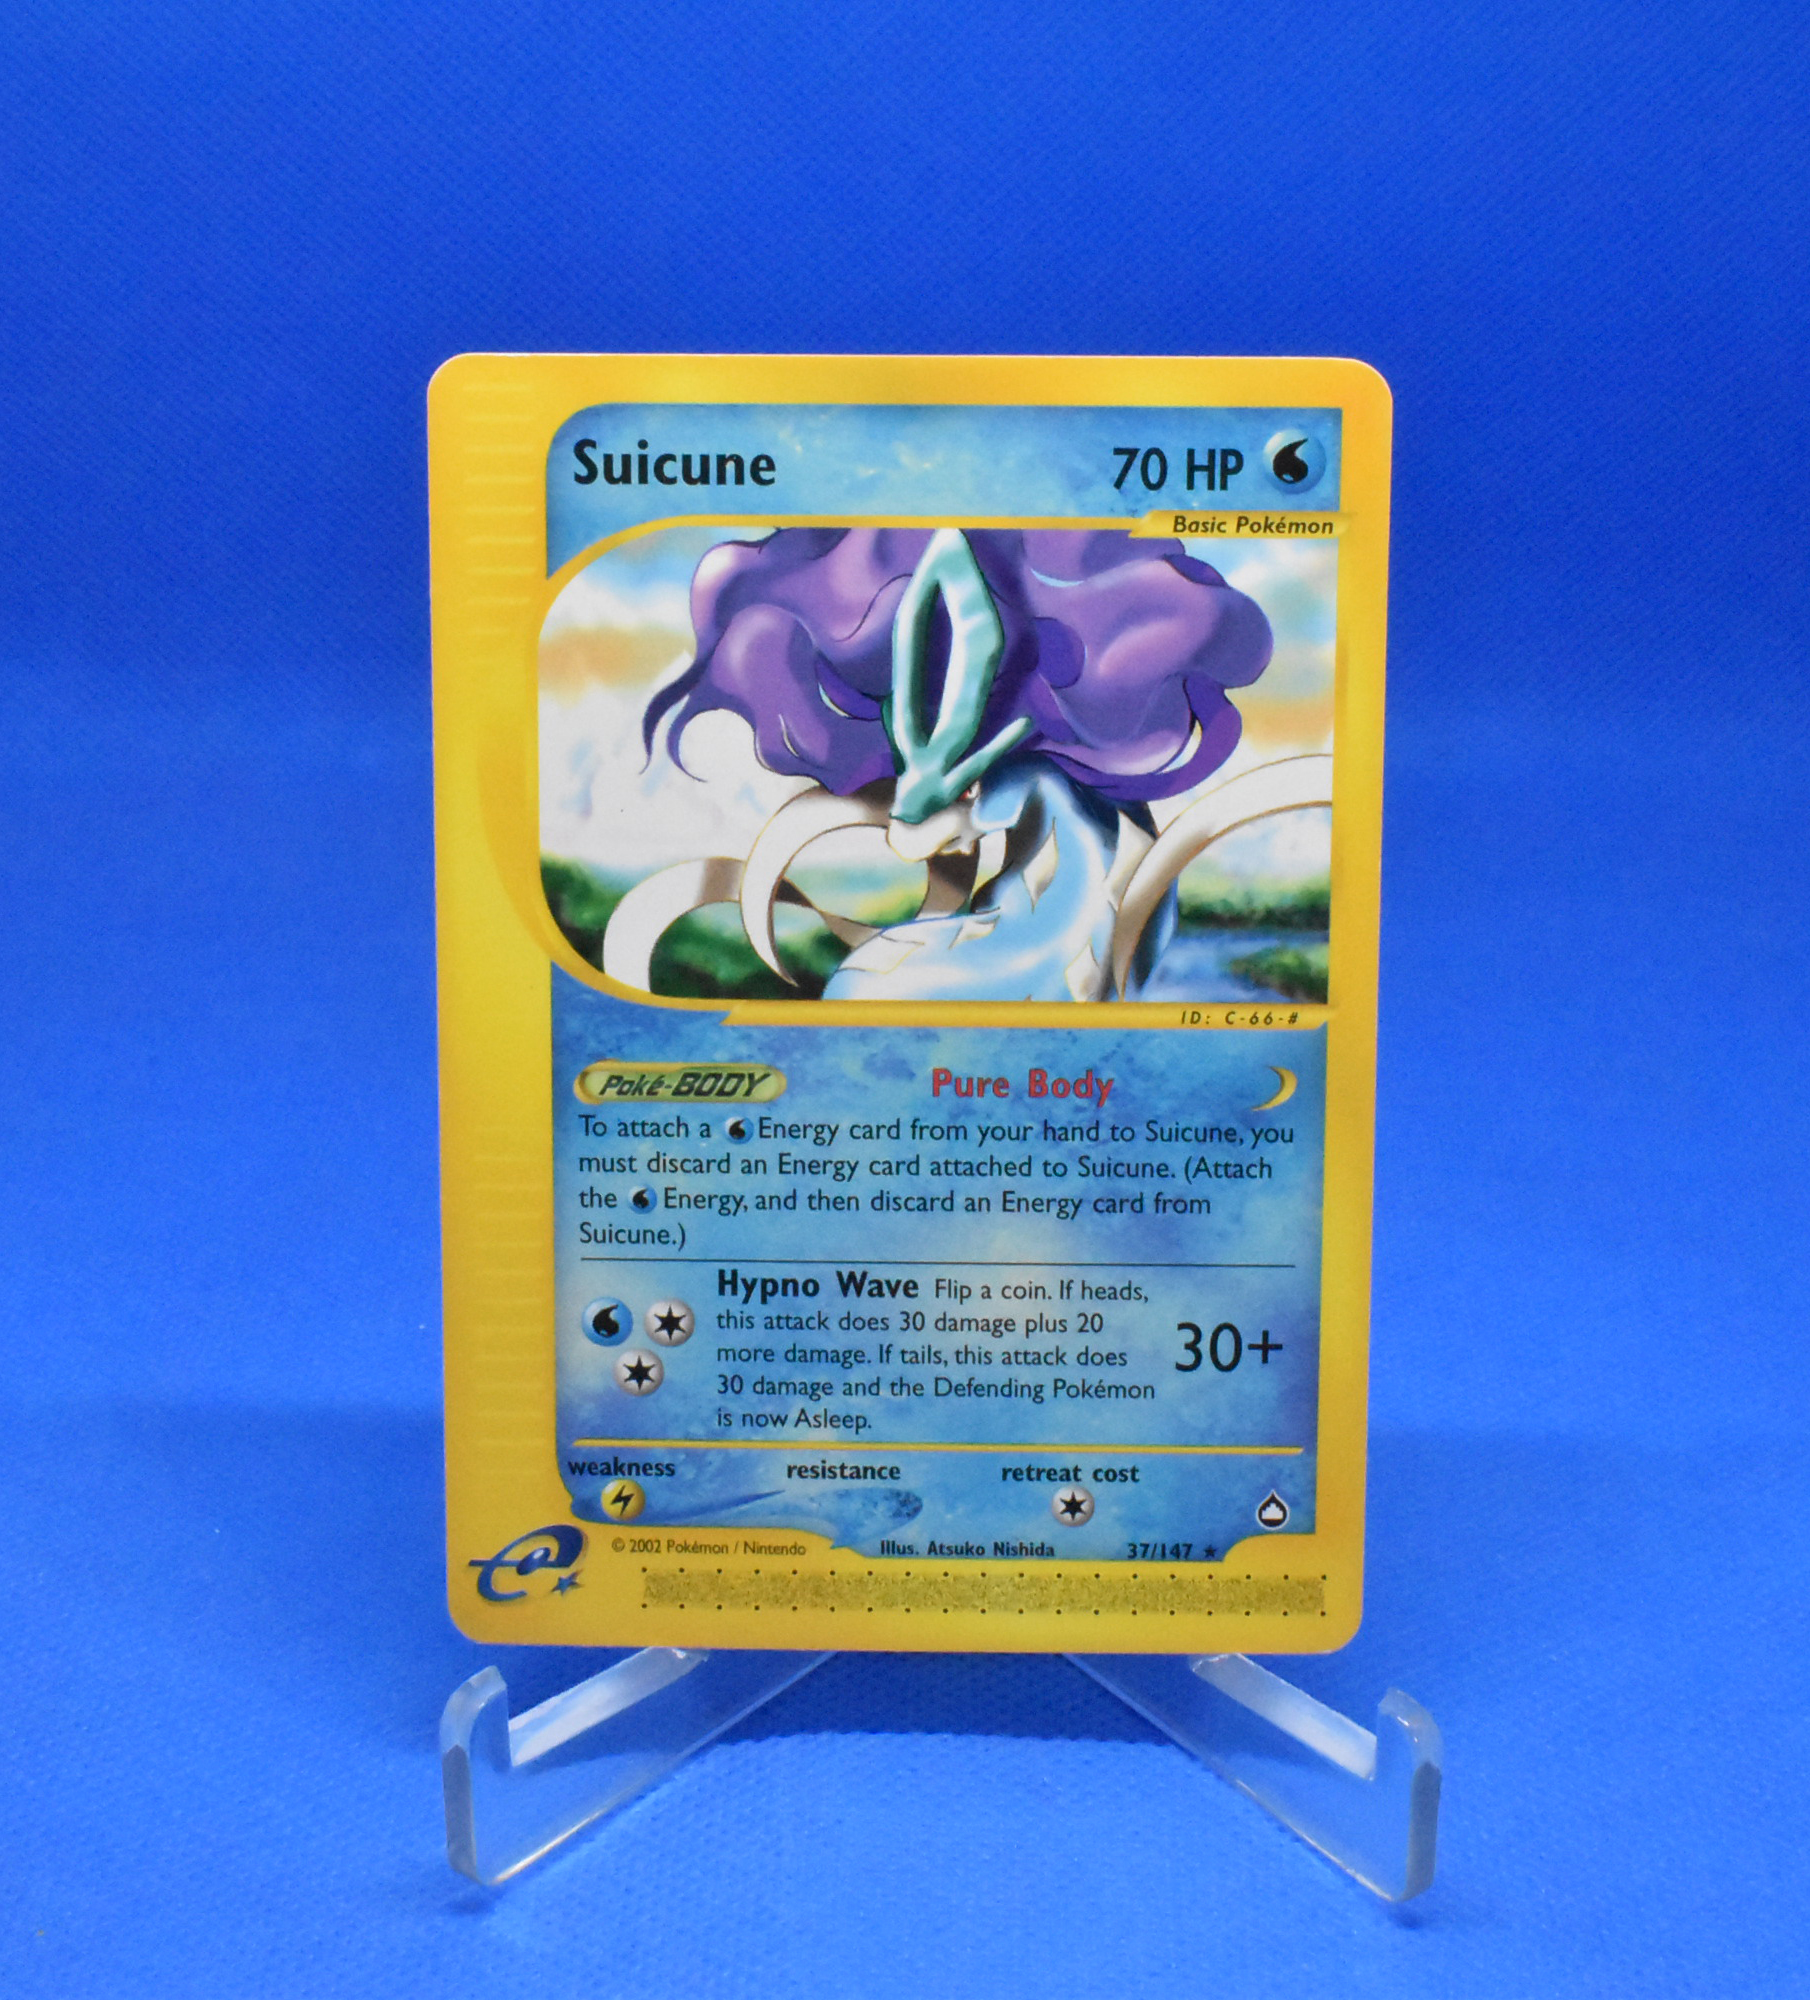 Suicune 70 HP
Basic Pokémon
ID: C-66-#
Poké-BODY Pure Body
To attach a Energy card from your hand to Suicune, you
must discard an Energy card attached to Suicune. (Attach
the Energy, and then discard an Energy card from
Suicune.)
Hypno Wave Flip a coin. If heads,
this attack does 30 damage plus 20
more damage. If tails, this attack does
30 damage and the Defending Pokémon
is now Asleep.
30+
weakness resistance retreat cost
© 2002 Pokémon / Nintendo Illus. Atsuko Nishida 37/147 ★
e